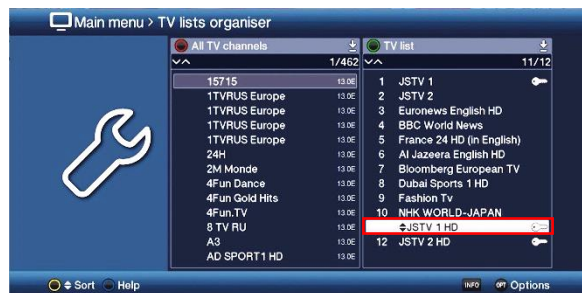 Main menu > TV lists organiser
All TV channels
1/462
15715 13.0E
1TVRUS Europe 13.0E
1TVRUS Europe 13.0E
1TVRUS Europe 13.0E
1TVRUS Europe 13.0E
24H 13.0E
2M Monde 13.0E
4Fun Dance 13.0E
4Fun Gold Hits 13.0E
4Fun.TV 13.0E
8 TV RU 13.0E
A3 13.0E
AD SPORT1 HD 13.0E
TV list
11/12
1 JSTV 1
2 JSTV 2
3 Euronews English HD
4 BBC World News
5 France 24 HD (in English)
6 Al Jazeera English HD
7 Bloomberg European TV
8 Dubai Sports 1 HD
9 Fashion Tv
10 NHK WORLD-JAPAN
JSTV 1 HD
12 JSTV 2 HD
Sort Help INFO OPT Options